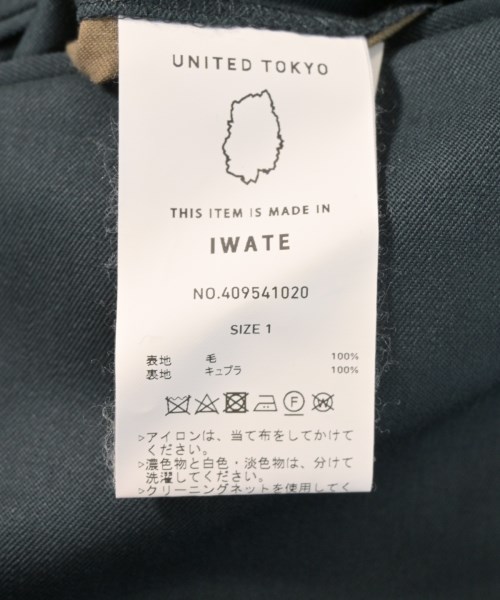 UNITED TOKYO
THIS ITEM IS MADE IN
IWATE
NO.409541020
SIZE 1
表地 毛 100%
裏地 キュプラ 100%
F W
>アイロンは、当て布をしてかけて
ください。
>濃色物と白色・淡色物は、分けて
洗濯してください。
>クリーニングネットを使用してく